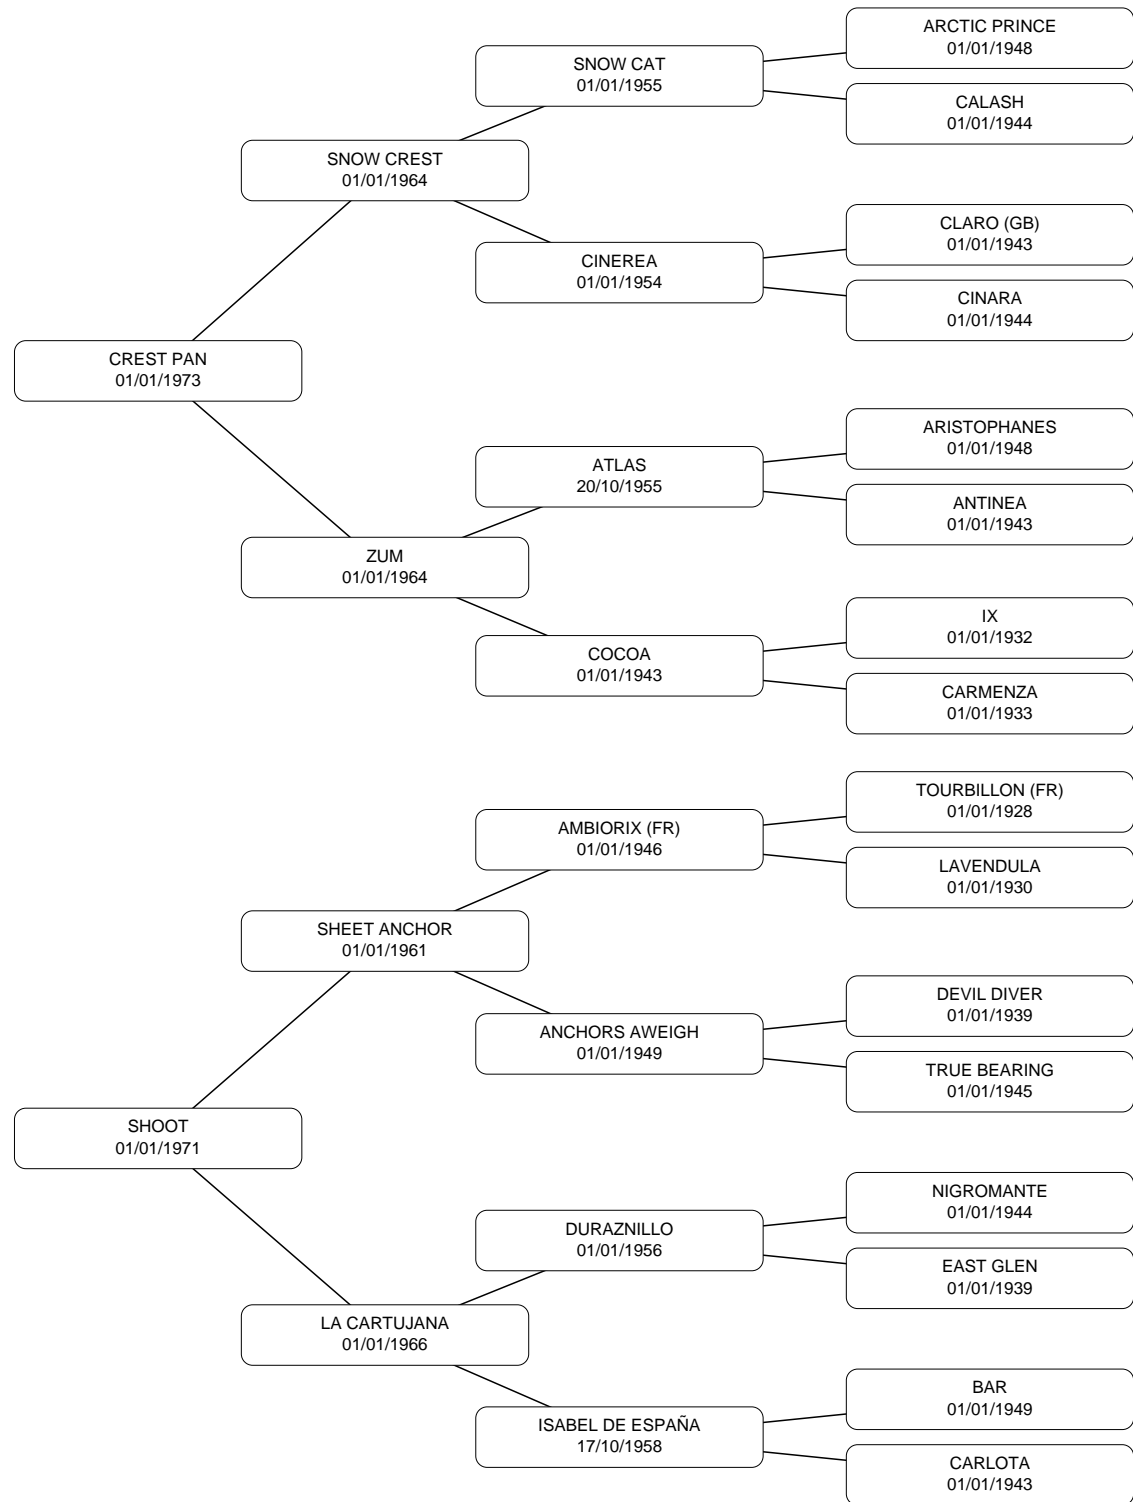 ARCTIC PRINCE
01/01/1948
SNOW CAT
01/01/1955
CALASH
01/01/1944
SNOW CREST
01/01/1964
CLARO (GB)
01/01/1943
CINEREA
01/01/1954
CINARA
01/01/1944
CREST PAN
01/01/1973
ARISTOPHANES
01/01/1948
ATLAS
20/10/1955
ANTINEA
01/01/1943
ZUM
01/01/1964
IX
01/01/1932
COCOA
01/01/1943
CARMENZA
01/01/1933
TOURBILLON (FR)
01/01/1928
AMBIORIX (FR)
01/01/1946
LAVENDULA
01/01/1930
SHEET ANCHOR
01/01/1961
DEVIL DIVER
01/01/1939
ANCHORS AWEIGH
01/01/1949
TRUE BEARING
01/01/1945
SHOOT
01/01/1971
NIGROMANTE
01/01/1944
DURAZNILLO
01/01/1956
EAST GLEN
01/01/1939
LA CARTUJANA
01/01/1966
BAR
01/01/1949
ISABEL DE ESPAÑA
17/10/1958
CARLOTA
01/01/1943